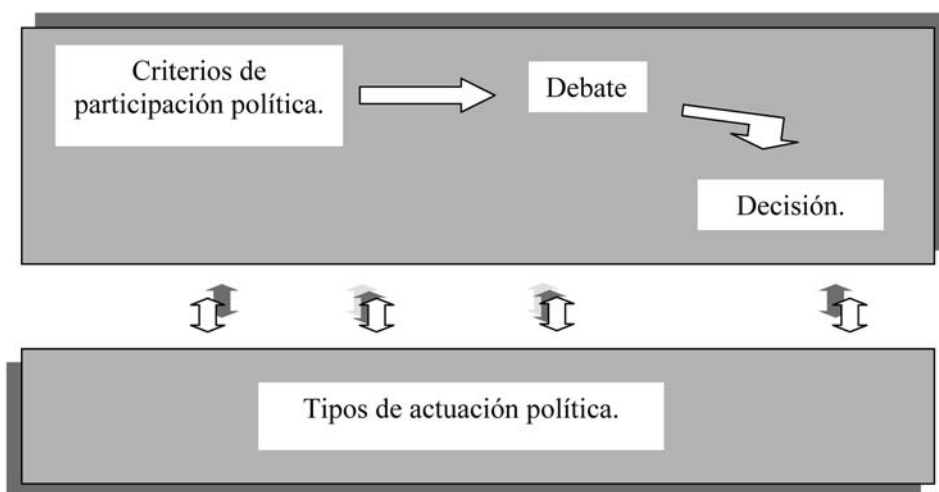 Criterios de
participación política.
Debate
Decisión.
Tipos de actuación política.